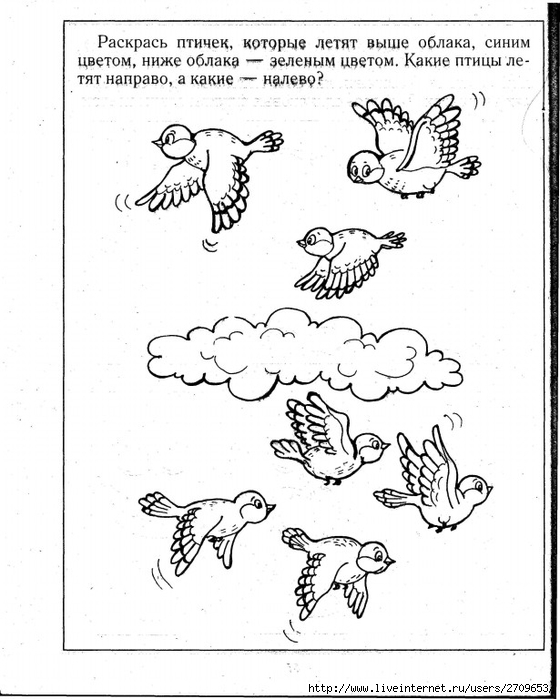 Раскрась птичек, которые летят выше облака, синим
цветом, ниже облака — зеленым цветом. Какие птицы ле-
тят направо, а какие — налево?
http://www.liveinternet.ru/users/2709653